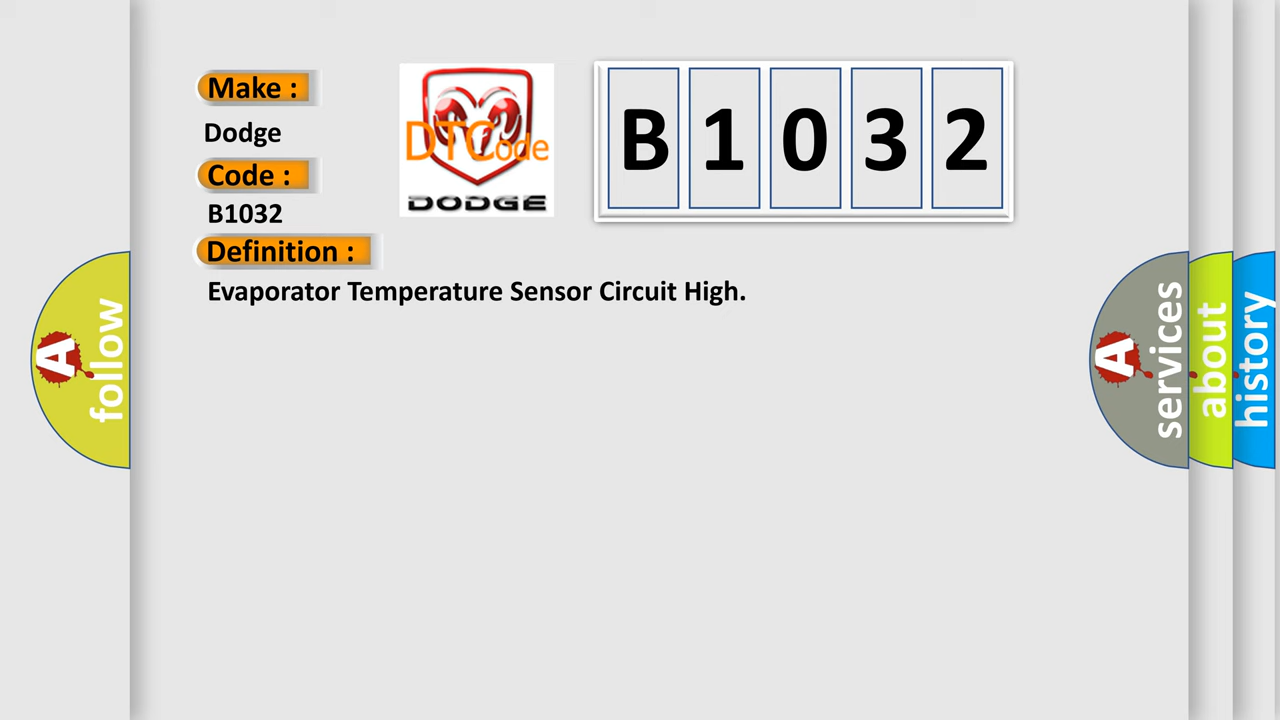 Make :
Dodge
Code :
B1032
Definition :
Evaporator Temperature Sensor Circuit High.
DTCode
DODGE
B 1 0 3 2
A follow
A services
about
history